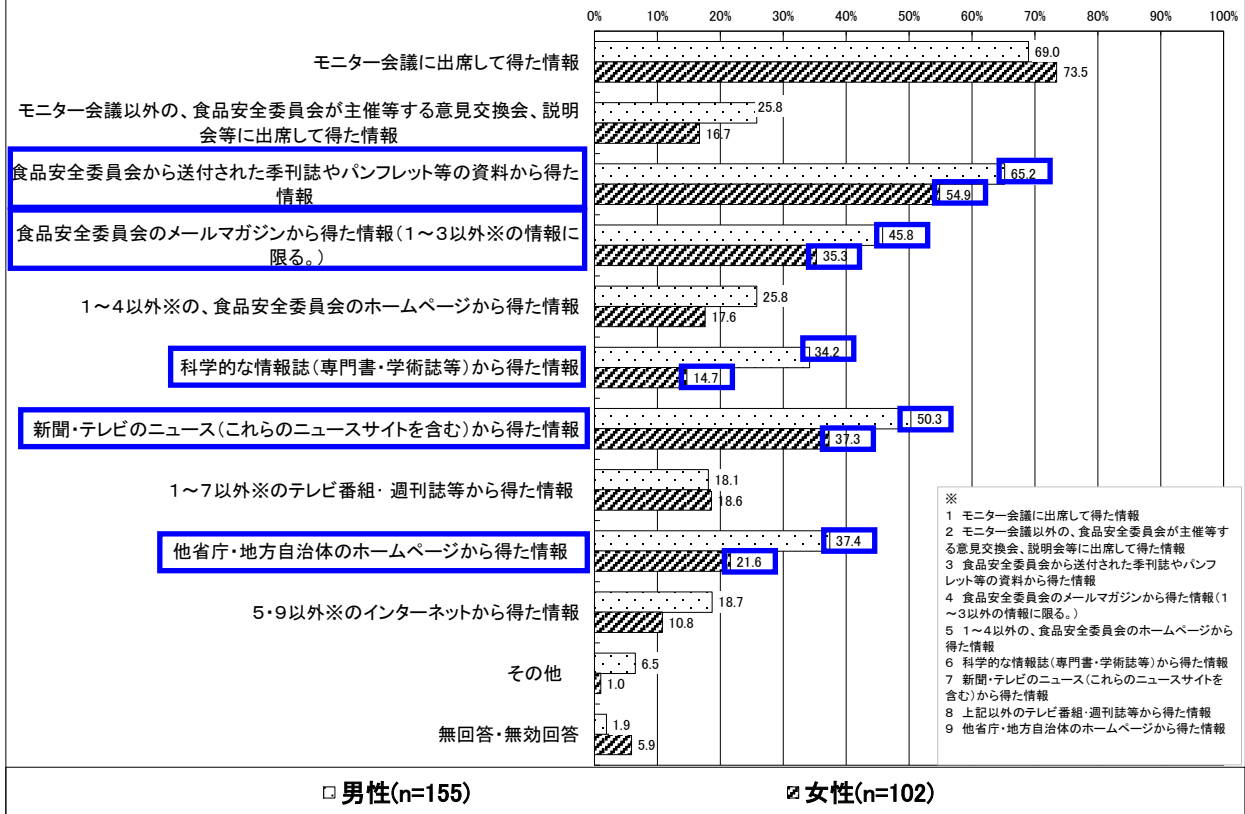 0% 10% 20% 30% 40% 50% 60% 70% 80% 90% 100%
モニター会議に出席して得た情報
69.0
73.5
モニター会議以外の、食品安全委員会が主催等する意見交換会、説明
会等に出席して得た情報
25.8
16.7
食品安全委員会から送付された季刊誌やパンフレット等の資料から得た
情報
65.2
54.9
食品安全委員会のメールマガジンから得た情報(1~3以外※の情報に
限る。)
45.8
35.3
1~4以外※の、食品安全委員会のホームページから得た情報
25.8
17.6
科学的な情報誌(専門書・学術誌等)から得た情報
34.2
14.7
新聞・テレビのニュース(これらのニュースサイトを含む)から得た情報
50.3
37.3
1~7以外※のテレビ番組・週刊誌等から得た情報
18.1
18.6
他省庁・地方自治体のホームページから得た情報
37.4
21.6
5・9以外※のインターネットから得た情報
18.7
10.8
その他
6.5
1.0
無回答・無効回答
1.9
5.9
※
1 モニター会議に出席して得た情報
2 モニター会議以外の、食品安全委員会が主催等す
る意見交換会、説明会等に出席して得た情報
3 食品安全委員会から送付された季刊誌やパンフ
レット等の資料から得た情報
4 食品安全委員会のメールマガジンから得た情報(1
~3以外の情報に限る。)
5 1~4以外の、食品安全委員会のホームページから
得た情報
6 科学的な情報誌(専門書・学術誌等)から得た情報
7 新聞・テレビのニュース(これらのニュースサイトを
含む)から得た情報
8 上記以外のテレビ番組・週刊誌等から得た情報
9 他省庁・地方自治体のホームページから得た情報
男性(n=155) 女性(n=102)